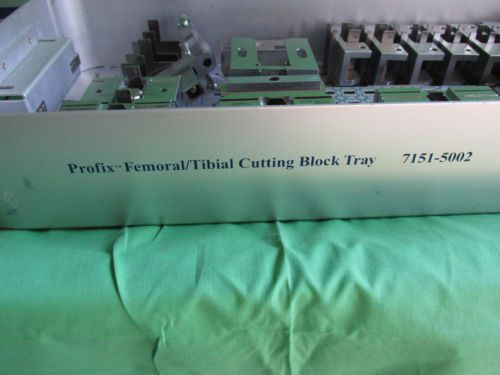 Profix™ Femoral/Tibial Cutting Block Tray 7151-5002